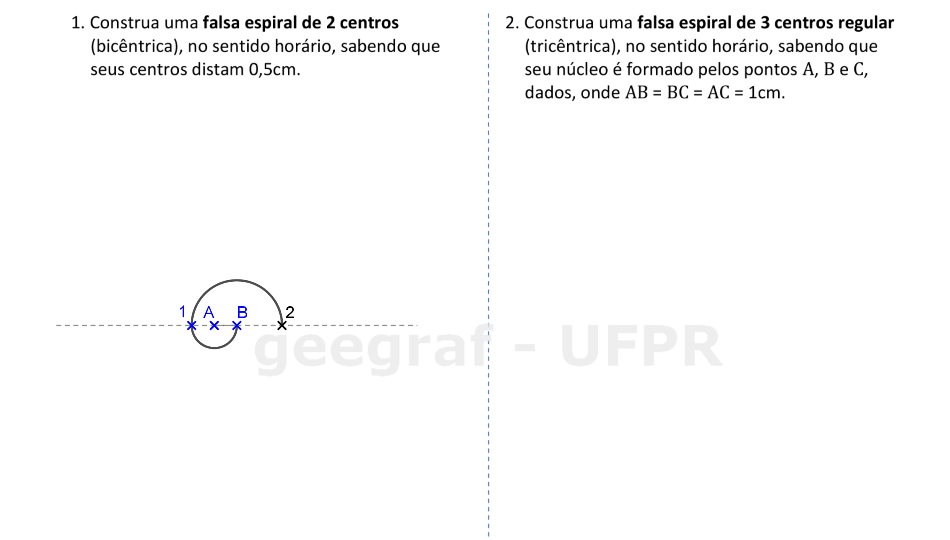 1. Construa uma falsa espiral de 2 centros
(bicêntrica), no sentido horário, sabendo que
seus centros distam 0,5cm.
2. Construa uma falsa espiral de 3 centros regular
(tricêntrica), no sentido horário, sabendo que
seu núcleo é formado pelos pontos A, B e C,
dados, onde AB = BC = AC = 1cm.
1 A B 2
geegraf - UFPR